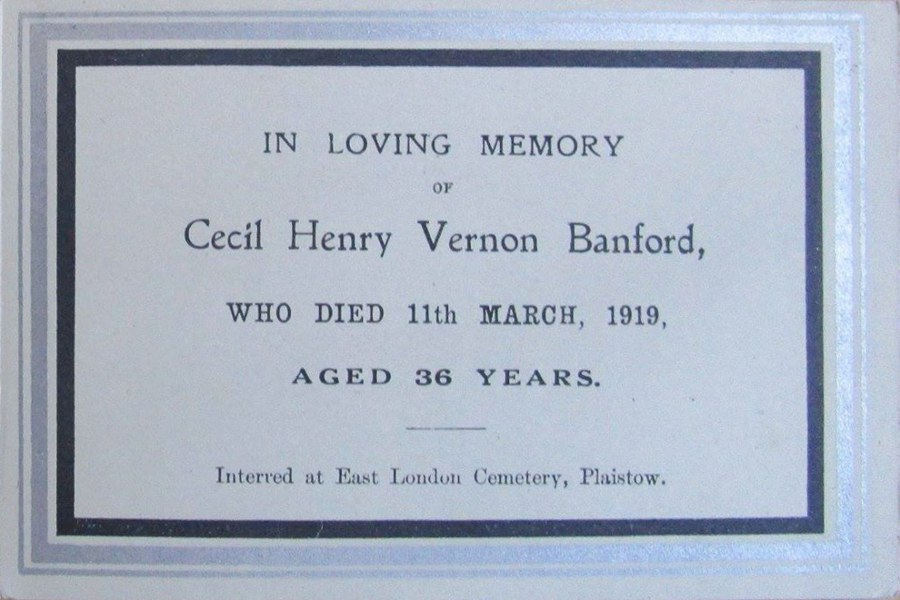 IN LOVING MEMORY
OF
Cecil Henry Vernon Banford,
WHO DIED 11th MARCH, 1919,
AGED 36 YEARS.
Interred at East London Cemetery, Plaistow.